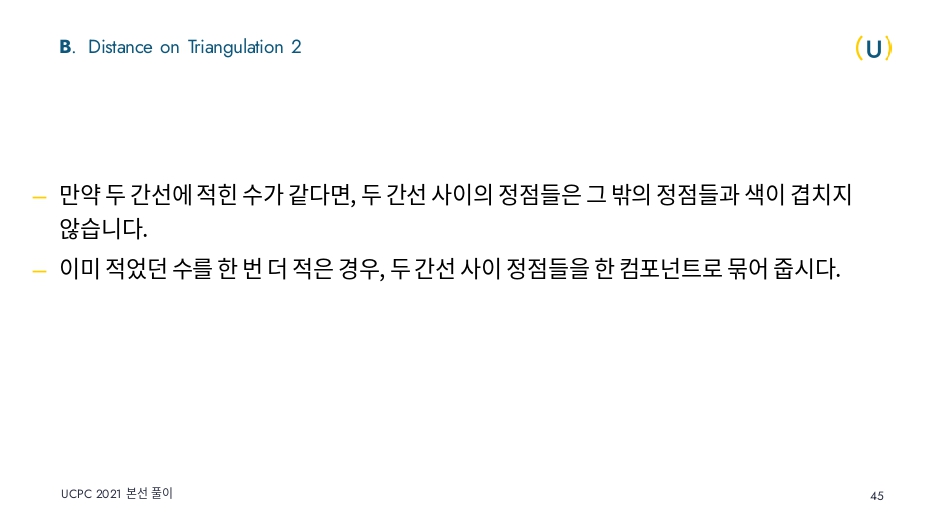 B. Distance on Triangulation 2
(U)
– 만약 두 간선에 적힌 수가 같다면, 두 간선 사이의 정점들은 그 밖의 정점들과 색이 겹치지
않습니다.
– 이미 적었던 수를 한 번 더 적은 경우, 두 간선 사이 정점들을 한 컴포넌트로 묶어 줍시다.
UCPC 2021 본선 풀이
45